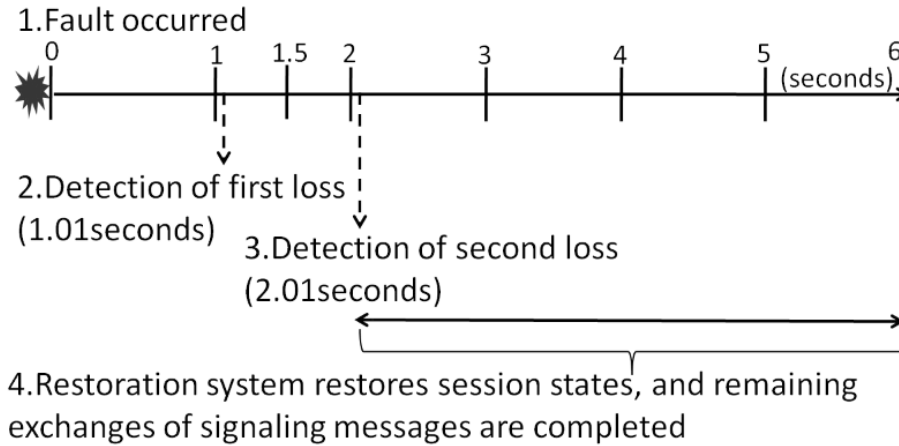 1.Fault occurred
0 1 1.5 2 3 4 5 6
(seconds)
2.Detection of first loss
(1.01seconds)
3.Detection of second loss
(2.01seconds)
4.Restoration system restores session states, and remaining
exchanges of signaling messages are completed